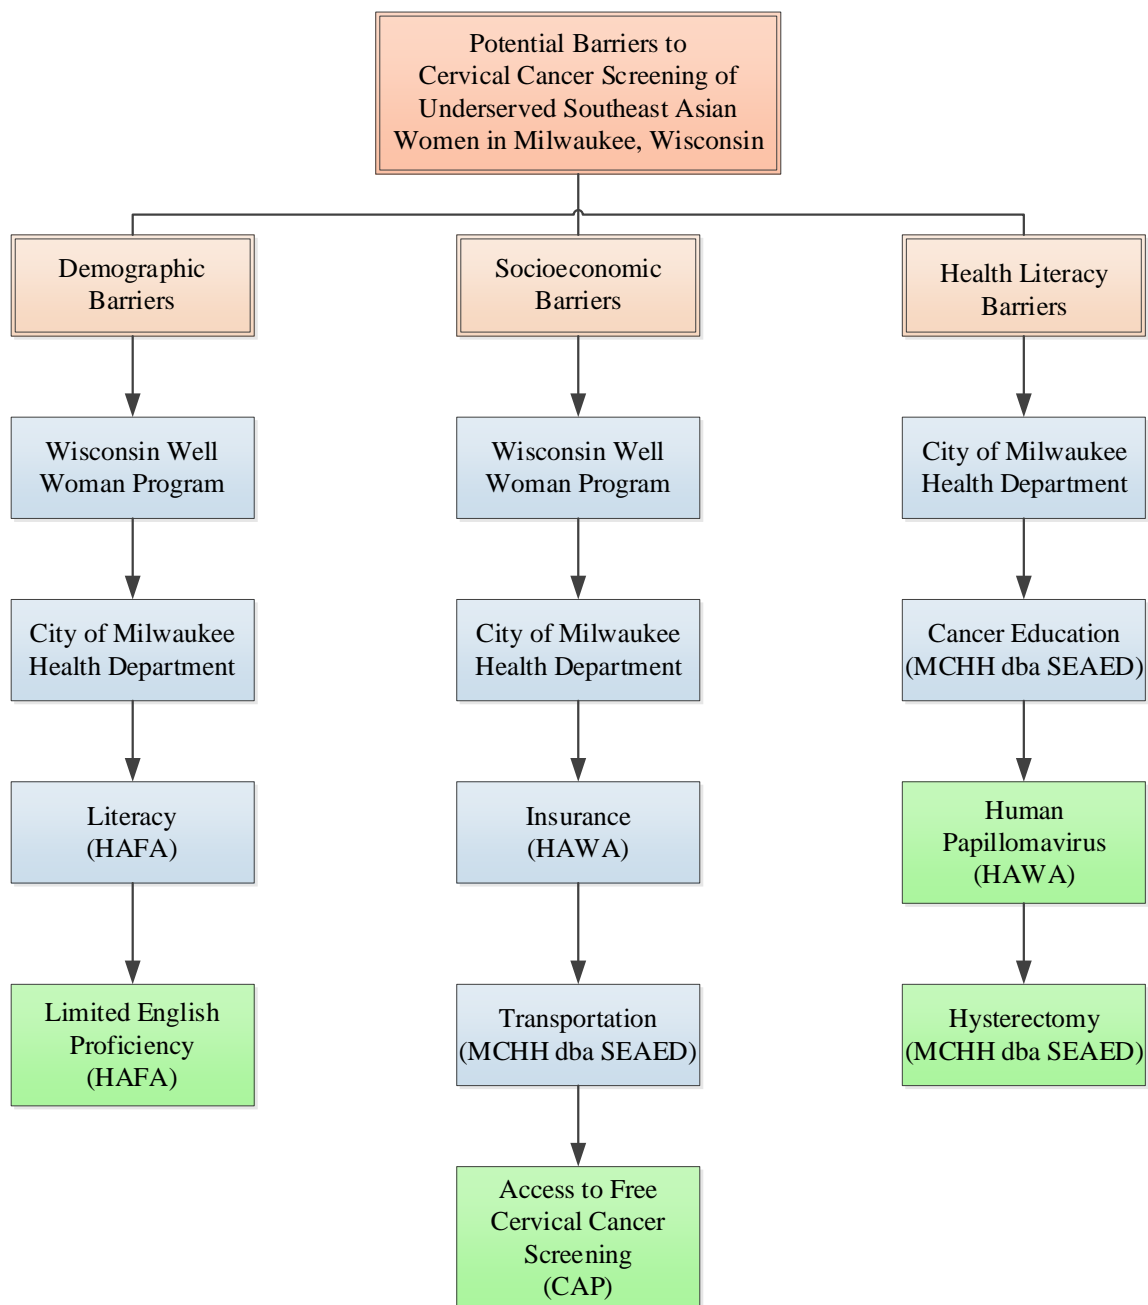 Potential Barriers to
Cervical Cancer Screening of
Underserved Southeast Asian
Women in Milwaukee, Wisconsin
Demographic
Barriers
Socioeconomic
Barriers
Health Literacy
Barriers
Wisconsin Well
Woman Program
Wisconsin Well
Woman Program
City of Milwaukee
Health Department
City of Milwaukee
Health Department
City of Milwaukee
Health Department
Cancer Education
(MCHH dba SEAED)
Literacy
(HAFA)
Insurance
(HAWA)
Human
Papillomavirus
(HAWA)
Limited English
Proficiency
(HAFA)
Transportation
(MCHH dba SEAED)
Hysterectomy
(MCHH dba SEAED)
Access to Free
Cervical Cancer
Screening
(CAP)